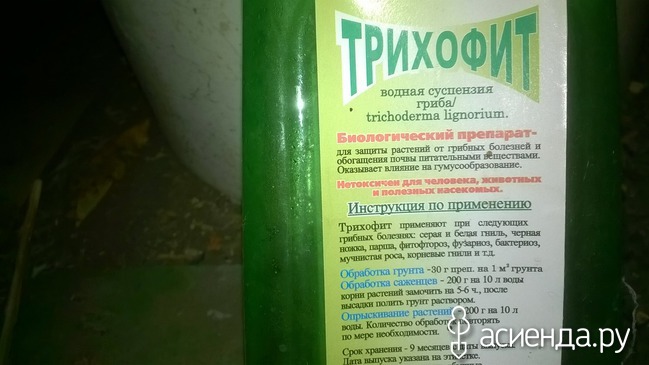 ТРИХОФИТ
водная суспензия
гриба/
trichoderma lignorium.
Биологический препарат-
для защиты растений от грибных болезней и
обогащения почвы питательными веществами.
Оказывает влияние на гумусообразование.
Нетоксичен для человека, животных
и полезных насекомых.
Инструкция по применению
Трихофит применяют при следующих
грибных болезнях: серая и белая гниль, черная
ножка, парша, фитофтороз, фузариоз, бактериоз,
мучнистая роса, корневые гнили и т.д.
Обработка грунта -30 г преп. на 1 м³ грунта
Обработка саженцев - 200 г на 10 л воды
корни растений замочить на 5-6 ч., после
высадки полить грунт раствором.
Опрыскивание растений 200 г на 10 л
воды. Количество обработок повторять
по мере необходимости.
Срок хранения - 9 месяцев с даты
Дата выпуска указана на этикетке.
асиенда.ру